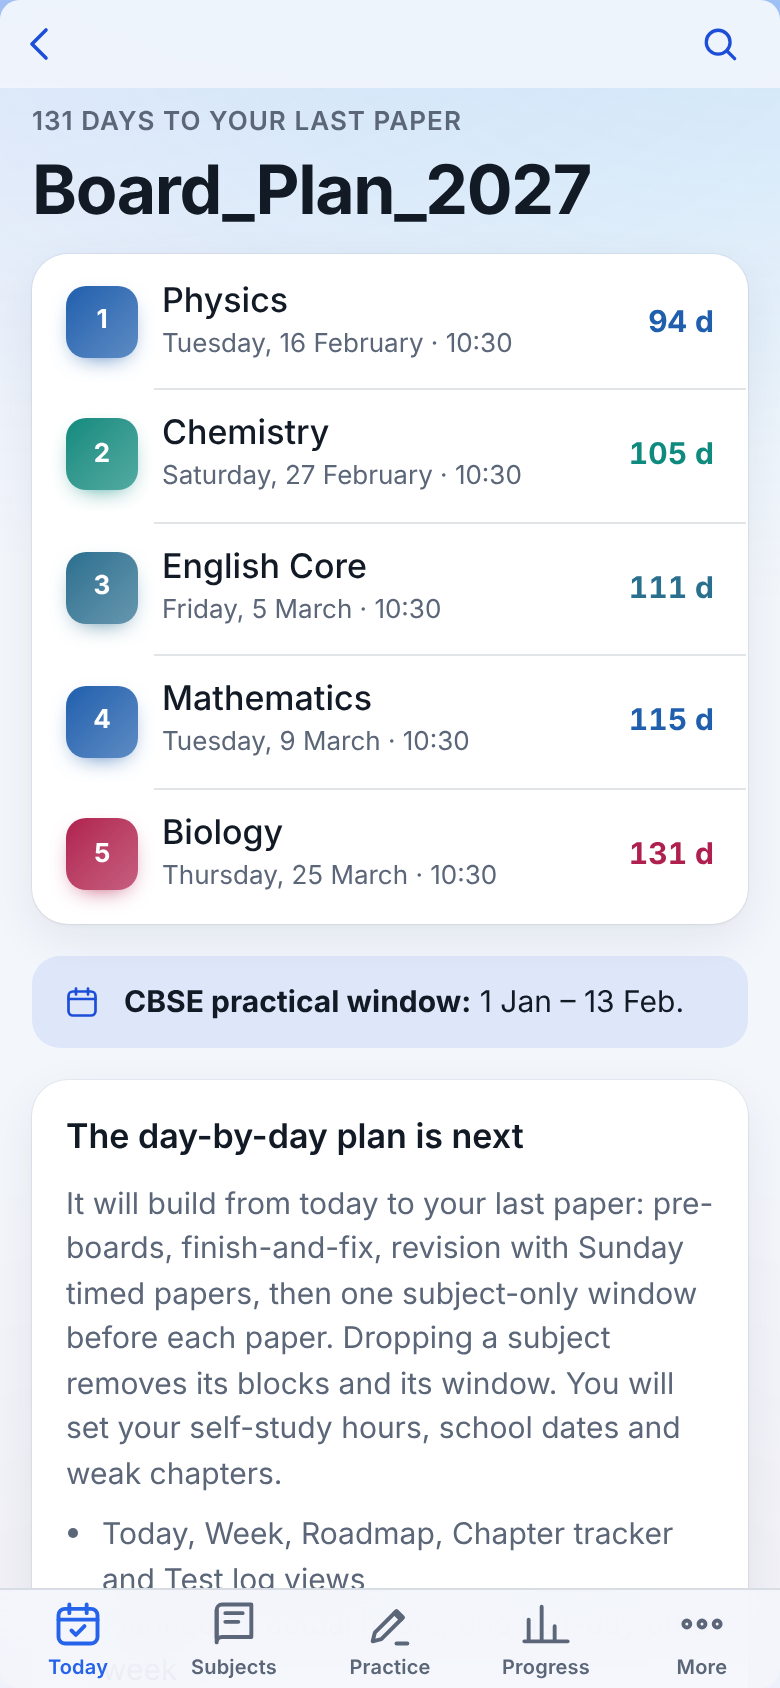 131 DAYS TO YOUR LAST PAPER
Board_Plan_2027
1
Physics
Tuesday, 16 February · 10:30
94 d
2
Chemistry
Saturday, 27 February · 10:30
105 d
3
English Core
Friday, 5 March · 10:30
111 d
4
Mathematics
Tuesday, 9 March · 10:30
115 d
5
Biology
Thursday, 25 March · 10:30
131 d
CBSE practical window: 1 Jan – 13 Feb.
The day-by-day plan is next
It will build from today to your last paper: pre-
boards, finish-and-fix, revision with Sunday
timed papers, then one subject-only window
before each paper. Dropping a subject
removes its blocks and its window. You will
set your self-study hours, school dates and
weak chapters.
• Today, Week, Roadmap, Chapter tracker
and Test log views
week
Today
Subjects
Practice
Progress
More